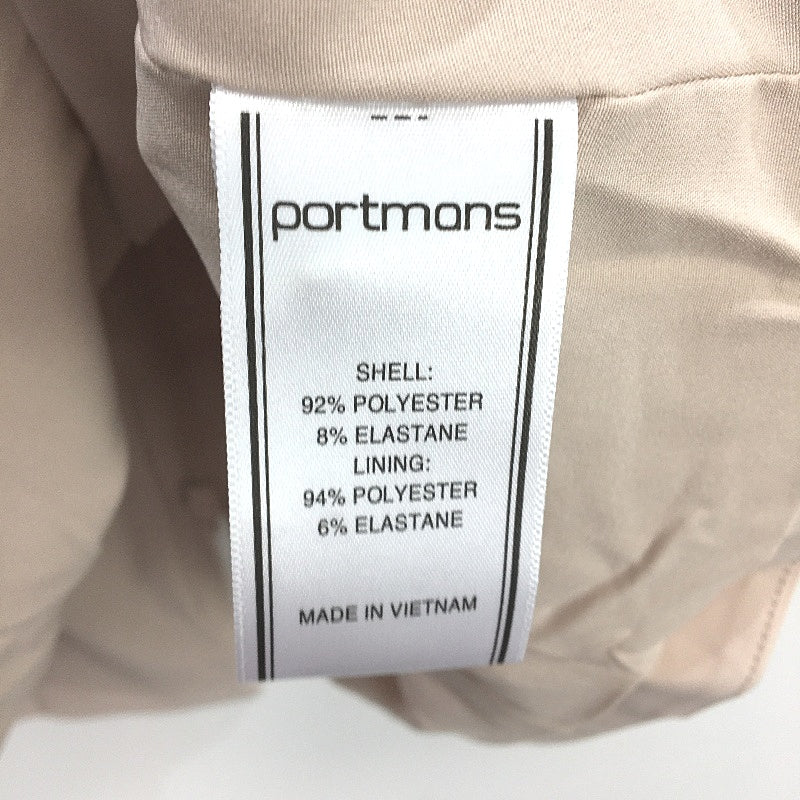 portmans
SHELL:
92% POLYESTER
8% ELASTANE
LINING:
94% POLYESTER
6% ELASTANE
MADE IN VIETNAM